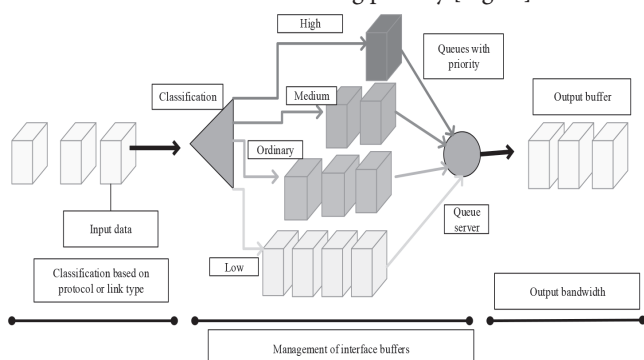 High
Queues with
priority
Classification
Medium
Output buffer
Ordinary
Input data
Queue
server
Low
Classification based on
protocol or link type
Output bandwidth
Management of interface buffers